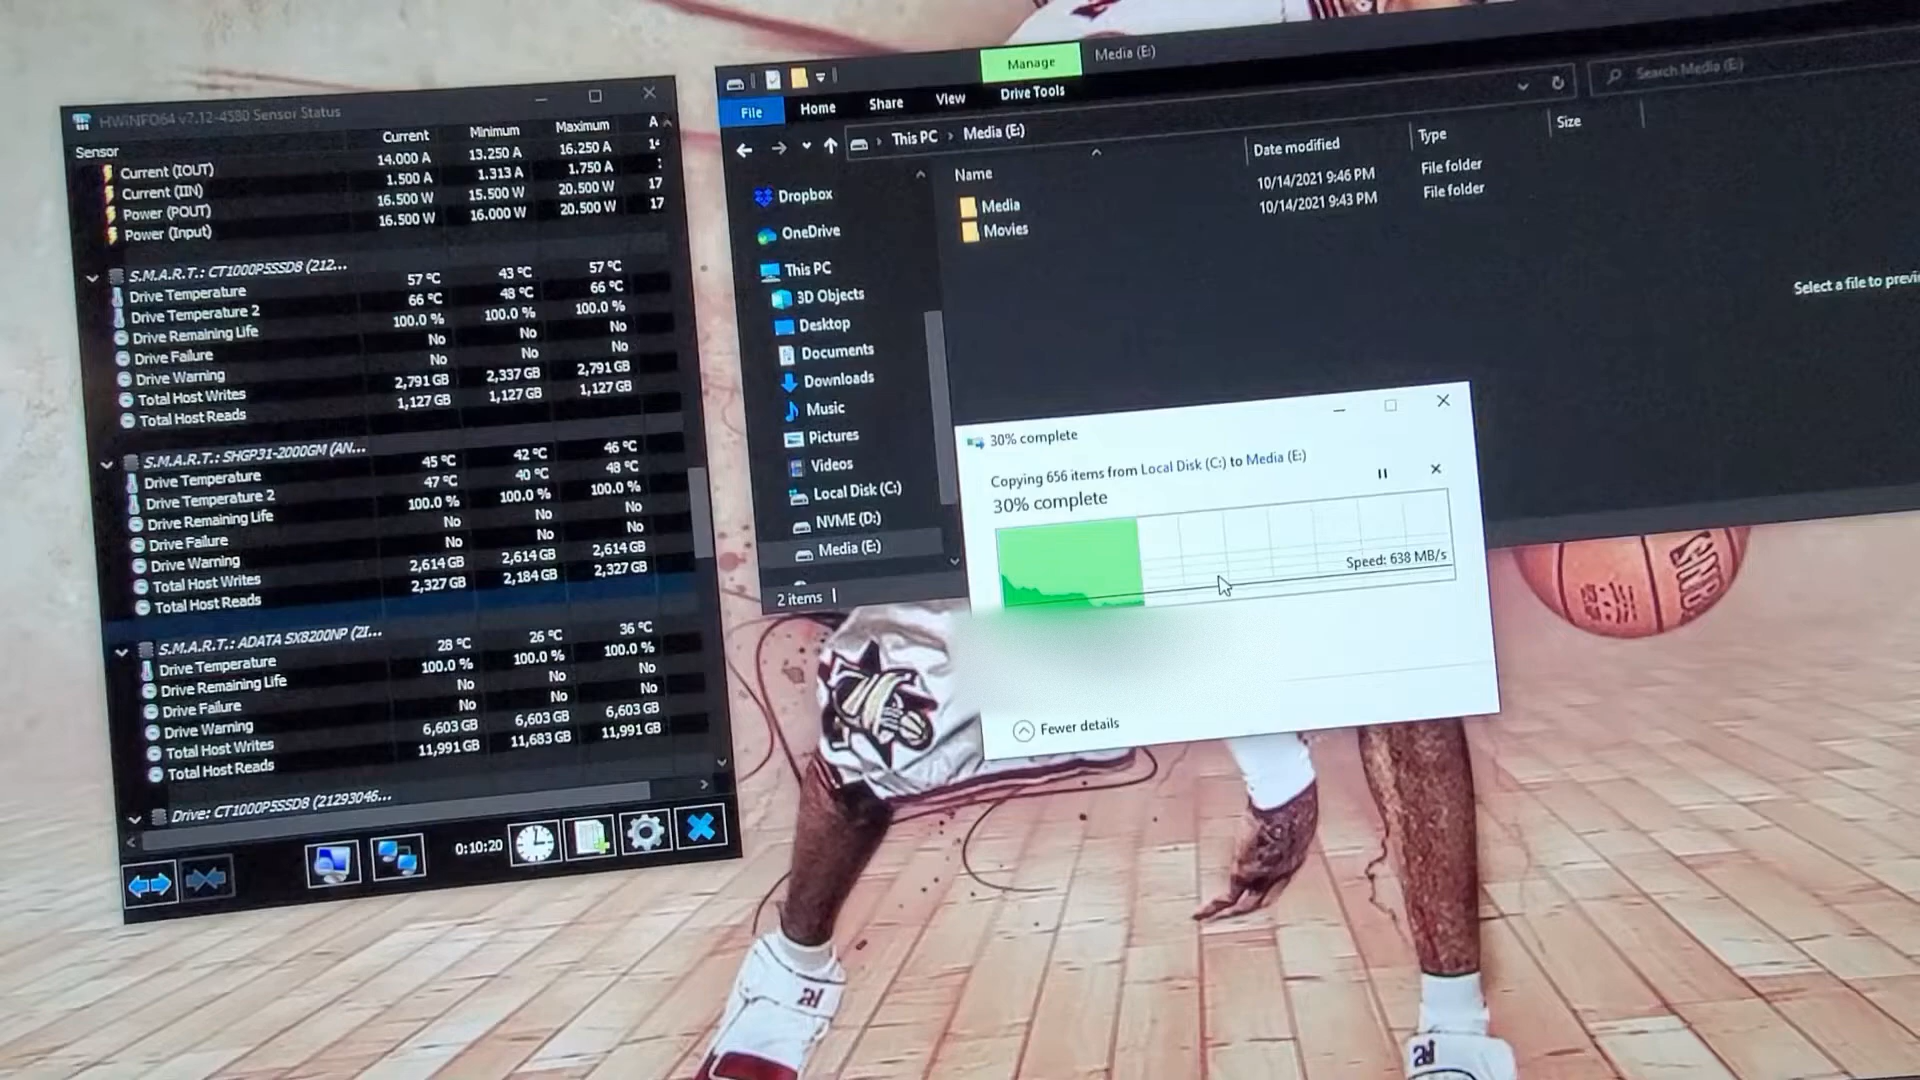 HWiNFO64 v7.12-4580 Sensor Status
Sensor Current Minimum Maximum A
Current (IOUT) 14.000 A 13.250 A 16.250 A
Current (IIN) 1.500 A 1.313 A 1.750 A
Power (POUT) 16.500 W 15.500 W 20.500 W 17
Power (Input) 16.500 W 16.000 W 20.500 W 17
S.M.A.R.T.: CT1000P5SSD8 (212...
Drive Temperature 57 °C 43 °C 57 °C
Drive Temperature 2 66 °C 48 °C 66 °C
Drive Remaining Life 100.0 % 100.0 % 100.0 %
Drive Failure No No No
Drive Warning No No No
Total Host Writes 2,791 GB 2,337 GB 2,791 GB
Total Host Reads 1,127 GB 1,127 GB 1,127 GB
S.M.A.R.T.: SHGP31-2000GM (AN...
Drive Temperature 45 °C 42 °C 46 °C
Drive Temperature 2 47 °C 40 °C 48 °C
Drive Remaining Life 100.0 % 100.0 % 100.0 %
Drive Failure No No No
Drive Warning No No No
Total Host Writes 2,614 GB 2,614 GB 2,614 GB
Total Host Reads 2,327 GB 2,184 GB 2,327 GB
S.M.A.R.T.: ADATA SX8200NP (2I...
Drive Temperature 28 °C 26 °C 36 °C
Drive Remaining Life 100.0 % 100.0 % 100.0 %
Drive Failure No No No
Drive Warning No No No
Total Host Writes 6,603 GB 6,603 GB 6,603 GB
Total Host Reads 11,991 GB 11,683 GB 11,991 GB
Drive: CT1000P5SSD8 (21293046...
0:10:20
Manage Media (E:)
File Home Share View Drive Tools
This PC › Media (E:) Search Media (E:)
Name Date modified Type Size
Media 10/14/2021 9:46 PM File folder
Movies 10/14/2021 9:43 PM File folder
Select a file to previ
Dropbox
OneDrive
This PC
3D Objects
Desktop
Documents
Downloads
Music
Pictures
Videos
Local Disk (C:)
NVME (D:)
Media (E:)
2 items
30% complete
Copying 656 items from Local Disk (C:) to Media (E:)
30% complete
Speed: 638 MB/s
Fewer details